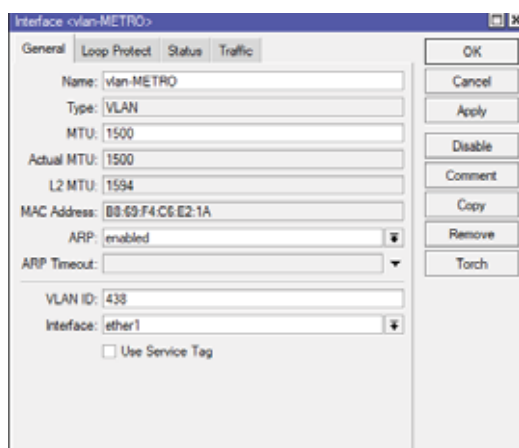 Interface <vlan-METRO>
General Loop Protect Status Traffic
Name: vlan-METRO
Type: VLAN
MTU: 1500
Actual MTU: 1500
L2 MTU: 1594
MAC Address: B8:69:F4:C6:E2:1A
ARP: enabled
ARP Timeout:
VLAN ID: 438
Interface: ether1
Use Service Tag
OK
Cancel
Apply
Disable
Comment
Copy
Remove
Torch